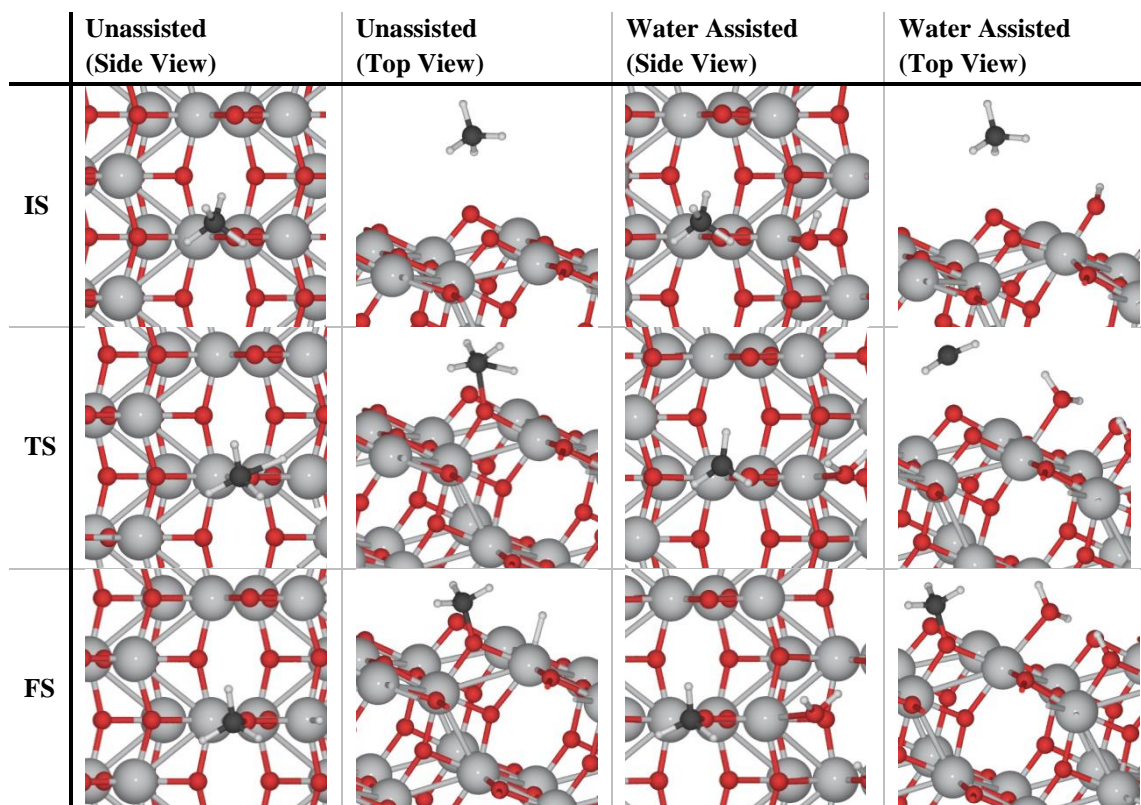 Unassisted
(Side View)
Unassisted
(Top View)
Water Assisted
(Side View)
Water Assisted
(Top View)
IS
TS
FS